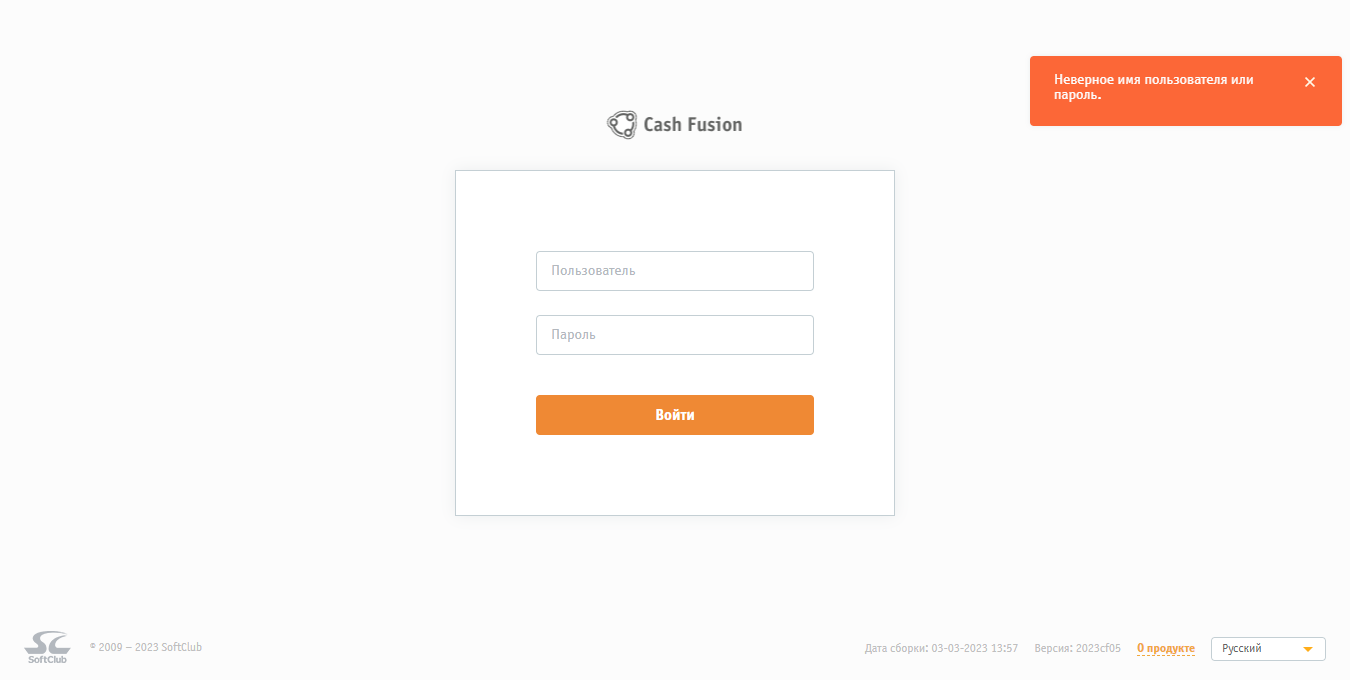 Неверное имя пользователя или
пароль.
Cash Fusion
Пользователь
Пароль
Войти
SoftClub
© 2009 – 2023 SoftClub
Дата сборки: 03-03-2023 13:57
Версия: 2023cf05
О продукте
Русский